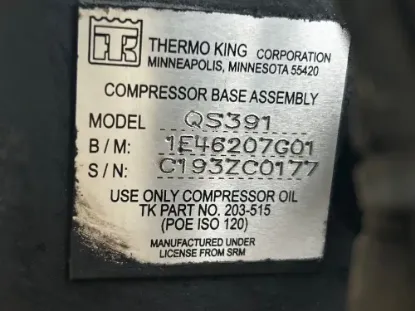 THERMO KING CORPORATION
MINNEAPOLIS, MINNESOTA 55420
COMPRESSOR BASE ASSEMBLY
MODEL QS391
B/M: 1E46207G01
S/N: C193ZC0177
USE ONLY COMPRESSOR OIL
TK PART NO. 203-515
(POE ISO 120)
MANUFACTURED UNDER
LICENSE FROM SRM